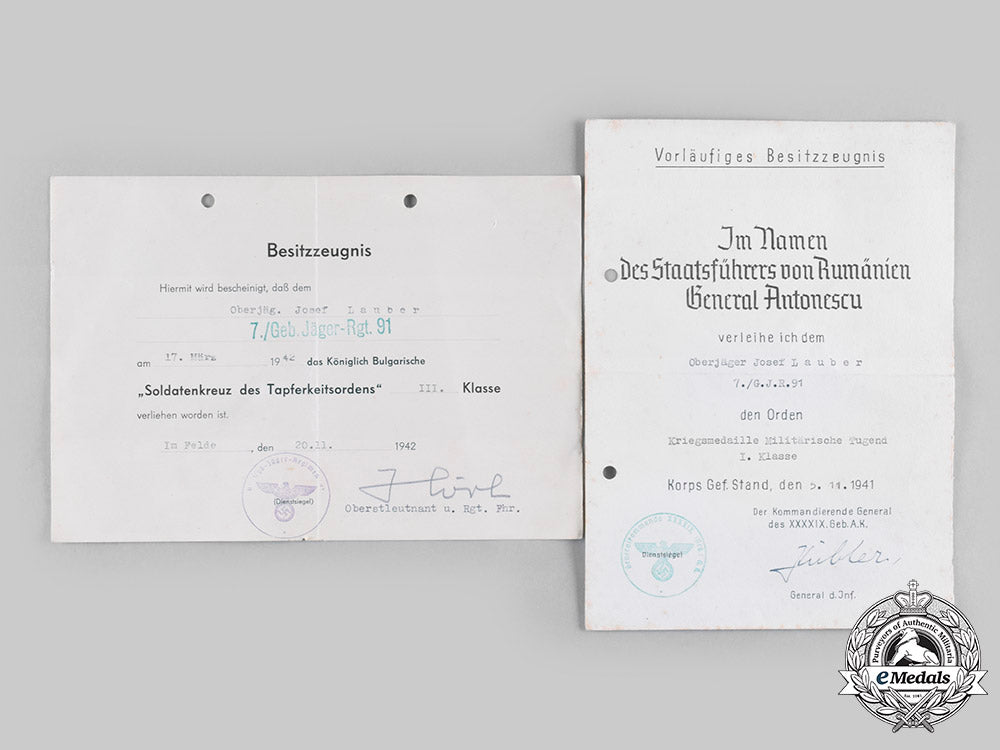 Besitzzeugnis
Hiermit wird bescheinigt, daß dem
Oberjäg. Josef Lauber
7./Geb. Jäger-Rgt. 91
am 17. März 1942 das Königlich Bulgarische
„Soldatenkreuz des Tapferkeitsordens“ III. Klasse
verliehen worden ist.
Im Felde, den 20.11. 1942
(Dienstsiegel)
Oberstleutnant u. Rgt. Fhr.
Vorläufiges Besitzzeugnis
Im Namen
des Staatsführers von Rumänien
General Antonescu
verleihe ich dem
Oberjäger Josef Lauber
7./G.J.R.91
den Orden
Kriegsmedaille Militärische Tugend
I. Klasse
Korps Gef. Stand, den 5. 11. 1941
Der Kommandierende General
des XXXXIX. Geb. A.K.
Generalkommando XXXXIX.
Dienstsiegel
Kübler
General d. Inf.
Purveyors of Authentic Militaria
eMedals